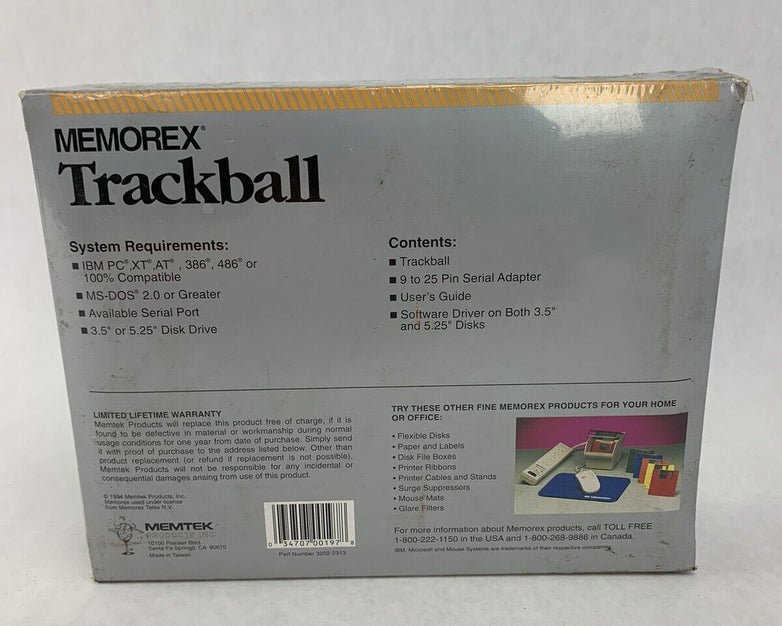 MEMOREX®
Trackball
System Requirements:
■ IBM PC®,XT®,AT® , 386®, 486® or
100% Compatible
■ MS-DOS® 2.0 or Greater
■ Available Serial Port
■ 3.5" or 5.25" Disk Drive
Contents:
■ Trackball
■ 9 to 25 Pin Serial Adapter
■ User's Guide
■ Software Driver on Both 3.5"
and 5.25" Disks
LIMITED LIFETIME WARRANTY
Memtek Products will replace this product free of charge, if it is
found to be defective in material or workmanship during normal
usage conditions for one year from date of purchase. Simply send
it with proof of purchase to the address listed below. Other than
product replacement (or refund if replacement is not possible),
Memtek Products will not be responsible for any incidental or
consequential damages arising from use of this product.
© 1994 Memtek Products, Inc.
Memorex used under license
from Memorex Telex N.V.
MEMTEK
PRODUCTS INC.
10100 Pioneer Blvd.
Santa Fe Springs, CA 90670
Made in Taiwan
0 34707 00197 8
Part Number 3202-2313
TRY THESE OTHER FINE MEMOREX PRODUCTS FOR YOUR HOME
OR OFFICE:
• Flexible Disks
• Paper and Labels
• Disk File Boxes
• Printer Ribbons
• Printer Cables and Stands
• Surge Suppressors
• Mouse Mats
• Glare Filters
MEMOREX
For more information about Memorex products, call TOLL FREE
1-800-222-1150 in the USA and 1-800-268-9886 in Canada.
IBM, Microsoft and Mouse Systems are trademarks of their respective companies.